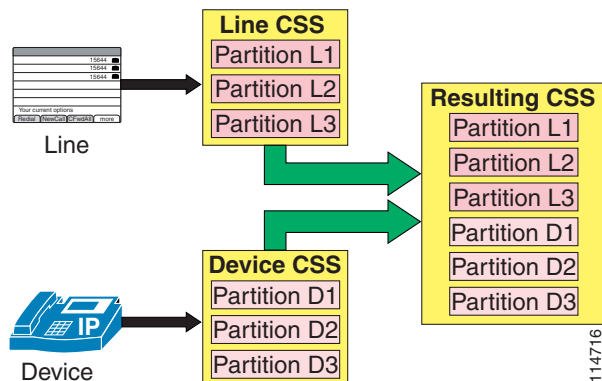 15644
15644
15644
Your current options
Redial NewCall CFwdAll more
Line
Line CSS
Partition L1
Partition L2
Partition L3
IP
Device
Device CSS
Partition D1
Partition D2
Partition D3
Resulting CSS
Partition L1
Partition L2
Partition L3
Partition D1
Partition D2
Partition D3
114716